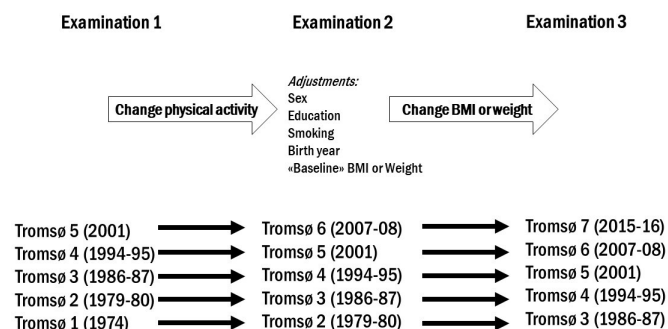 Examination 1 Examination 2 Examination 3
Change physical activity
Adjustments:
Sex
Education
Smoking
Birth year
«Baseline» BMI or Weight
Change BMI or weight
Tromsø 5 (2001) Tromsø 6 (2007-08) Tromsø 7 (2015-16)
Tromsø 4 (1994-95) Tromsø 5 (2001) Tromsø 6 (2007-08)
Tromsø 3 (1986-87) Tromsø 4 (1994-95) Tromsø 5 (2001)
Tromsø 2 (1979-80) Tromsø 3 (1986-87) Tromsø 4 (1994-95)
Tromsø 1 (1974) Tromsø 2 (1979-80) Tromsø 3 (1986-87)